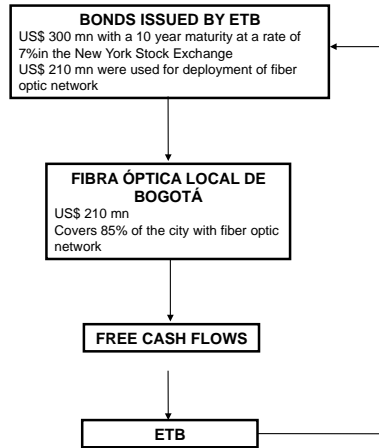 BONDS ISSUED BY ETB
US$ 300 mn with a 10 year maturity at a rate of
7%in the New York Stock Exchange
US$ 210 mn were used for deployment of fiber
optic network
FIBRA ÓPTICA LOCAL DE
BOGOTÁ
US$ 210 mn
Covers 85% of the city with fiber optic
network
FREE CASH FLOWS
ETB